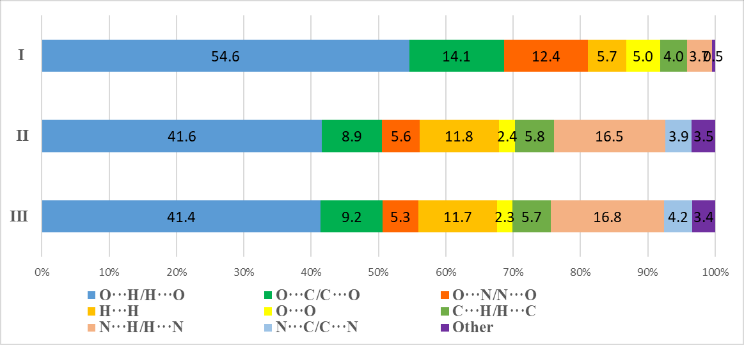 I 54.6 14.1 12.4 5.7 5.0 4.0 3.7 0.5
II 41.6 8.9 5.6 11.8 2.4 5.8 16.5 3.9 3.5
III 41.4 9.2 5.3 11.7 2.3 5.7 16.8 4.2 3.4
0% 10% 20% 30% 40% 50% 60% 70% 80% 90% 100%
O···H/H···O O···C/C···O O···N/N···O
H···H O···O C···H/H···C
N···H/H···N N···C/C···N Other